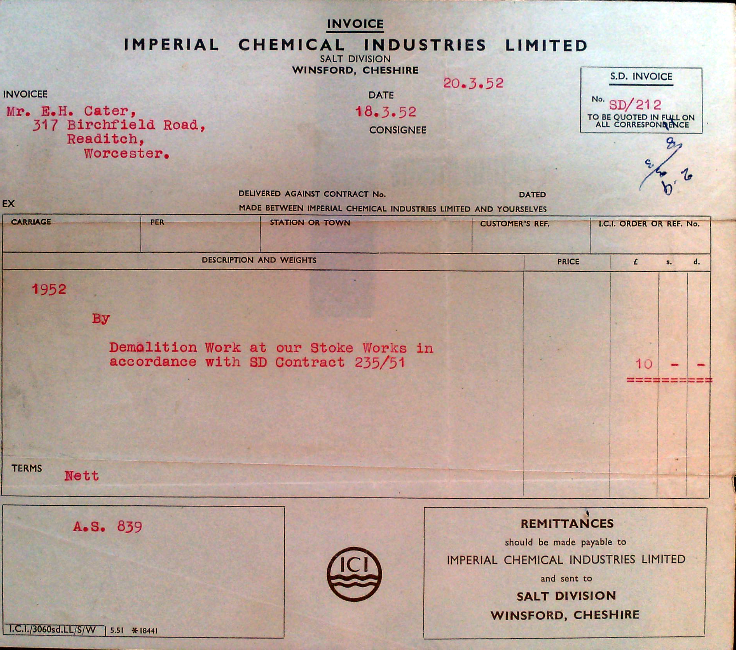 INVOICE
IMPERIAL CHEMICAL INDUSTRIES LIMITED
SALT DIVISION
WINSFORD, CHESHIRE
20.3.52
S.D. INVOICE
No. SD/212
TO BE QUOTED IN FULL ON
ALL CORRESPONDENCE
INVOICEE
DATE
Mr. E.H. Cater,
18.3.52
317 Birchfield Road,
CONSIGNEE
Readitch,
Worcester.
DELIVERED AGAINST CONTRACT No. DATED
EX
MADE BETWEEN IMPERIAL CHEMICAL INDUSTRIES LIMITED AND YOURSELVES
CARRIAGE PER STATION OR TOWN CUSTOMER'S REF. I.C.I. ORDER OR REF. No.
DESCRIPTION AND WEIGHTS PRICE £ s. d.
1952
By
Demolition Work at our Stoke Works in
accordance with SD Contract 235/51 10 - -
TERMS
Nett
A.S. 839
ICI
REMITTANCES
should be made payable to
IMPERIAL CHEMICAL INDUSTRIES LIMITED
and sent to
SALT DIVISION
WINSFORD, CHESHIRE
I.C.I./3060sd.LL/S/W 5.51 *18441